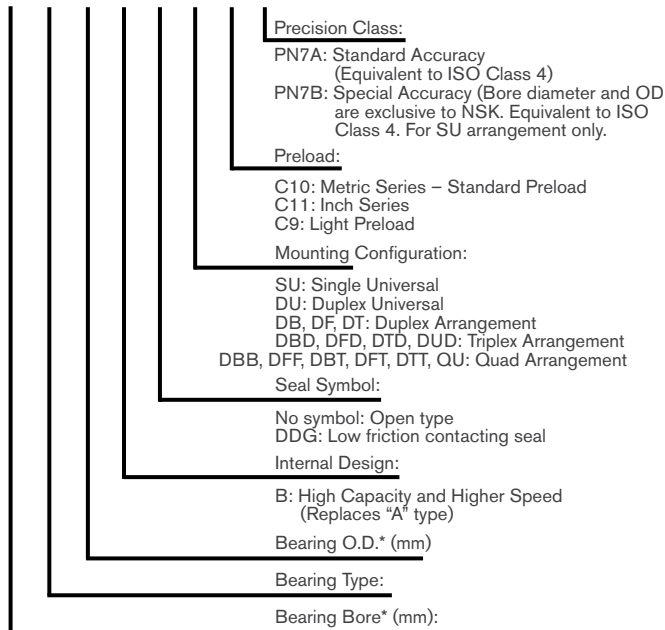 Precision Class:
PN7A: Standard Accuracy
(Equivalent to ISO Class 4)
PN7B: Special Accuracy (Bore diameter and OD
are exclusive to NSK. Equivalent to ISO
Class 4. For SU arrangement only.
Preload:
C10: Metric Series – Standard Preload
C11: Inch Series
C9: Light Preload
Mounting Configuration:
SU: Single Universal
DU: Duplex Universal
DB, DF, DT: Duplex Arrangement
DBD, DFD, DTD, DUD: Triplex Arrangement
DBB, DFF, DBT, DFT, DTT, QU: Quad Arrangement
Seal Symbol:
No symbol: Open type
DDG: Low friction contacting seal
Internal Design:
B: High Capacity and Higher Speed
(Replaces “A” type)
Bearing O.D.* (mm)
Bearing Type:
Bearing Bore* (mm):